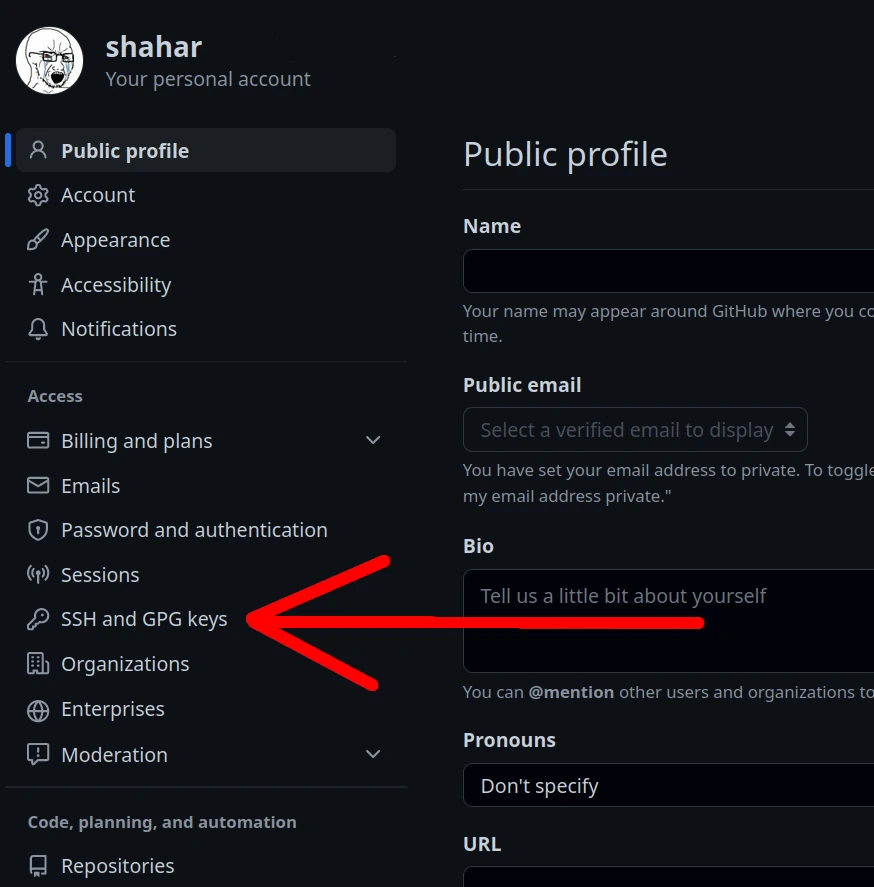 shahar
Your personal account
Public profile
Account
Appearance
Accessibility
Notifications
Access
Billing and plans
Emails
Password and authentication
Sessions
SSH and GPG keys
Organizations
Enterprises
Moderation
Code, planning, and automation
Repositories
Public profile
Name
Your name may appear around GitHub where you co
time.
Public email
Select a verified email to display
You have set your email address to private. To toggle
my email address private."
Bio
Tell us a little bit about yourself
You can @mention other users and organizations to
Pronouns
Don't specify
URL